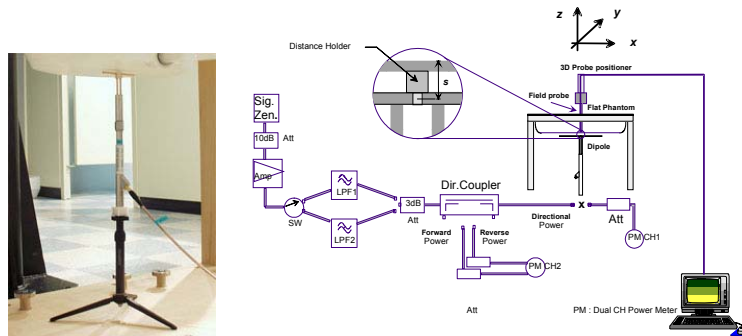 z
y
x
Distance Holder
s
3D Probe positioner
Field probe
Flat Phantom
Dipole
Sig.
Zen.
10dB Att
Amp
SW
LPF1
LPF2
3dB
Att
Dir.Coupler
Forward
Power
Reverse
Power
Directional
Power
x
Att
PM CH1
PM CH2
Att
PM : Dual CH Power Meter